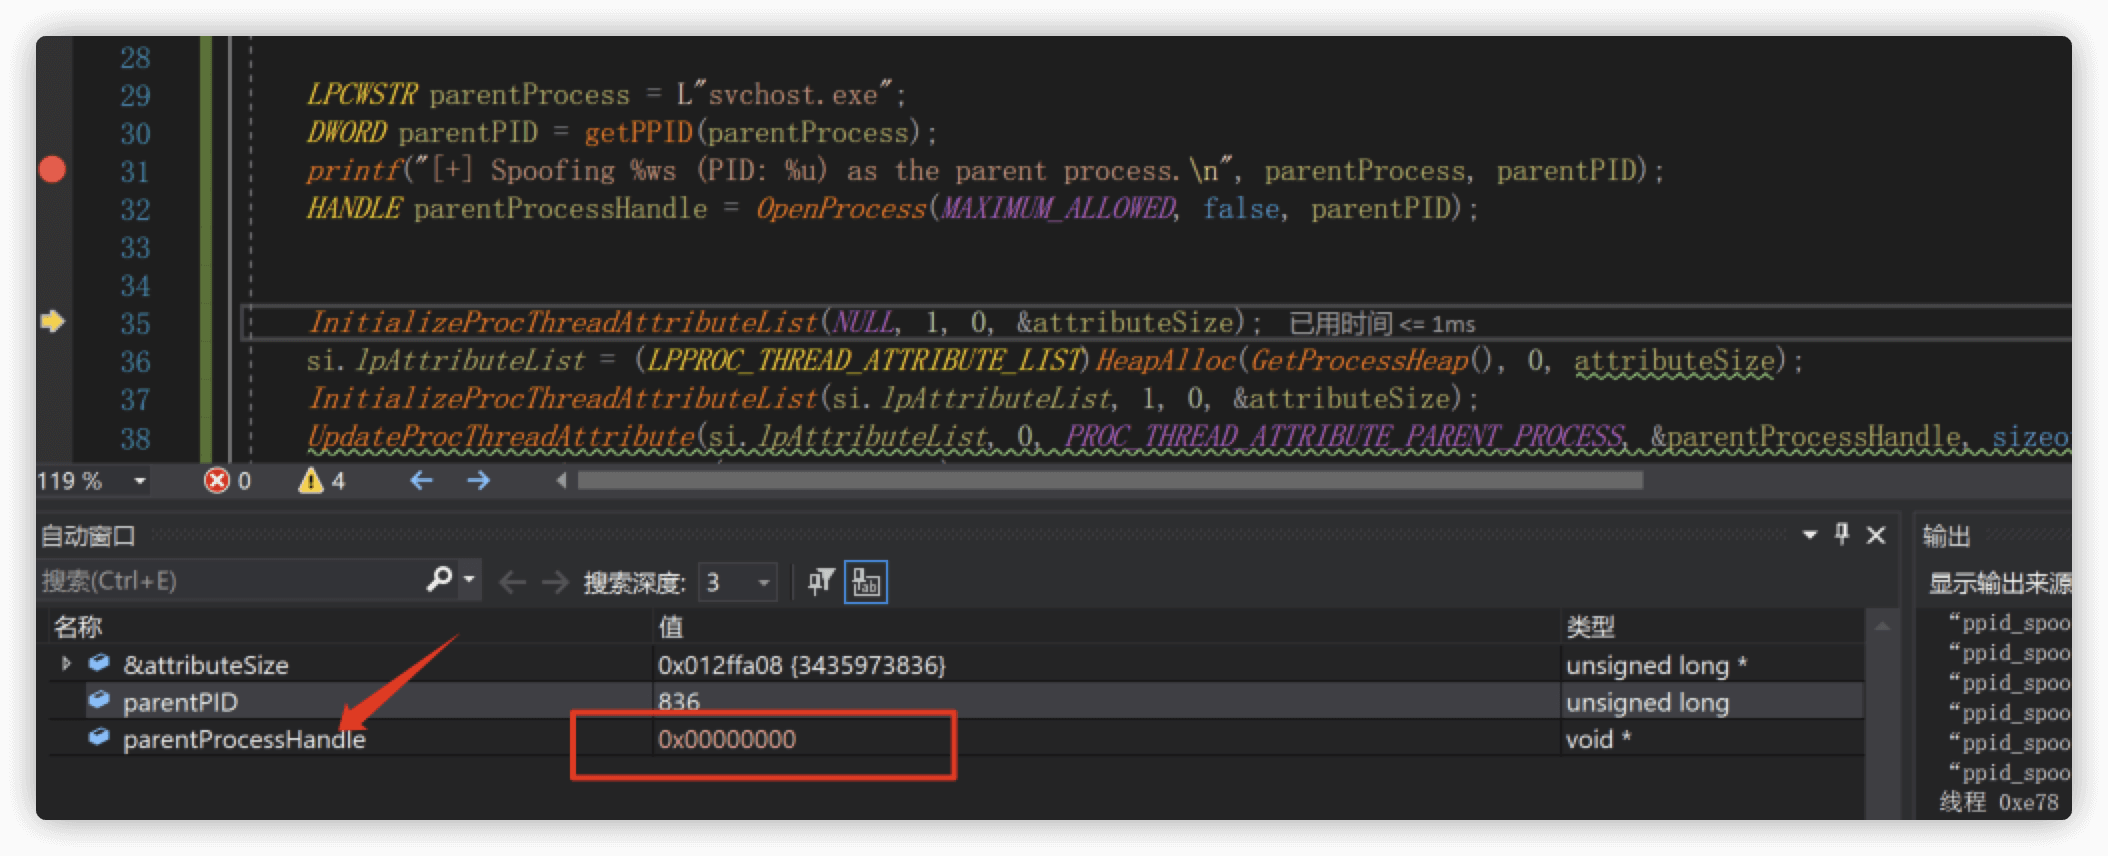 28
29 LPCWSTR parentProcess = L"svchost.exe";
30 DWORD parentPID = getPPID(parentProcess);
31 printf("[+] Spoofing %ws (PID: %u) as the parent process.\n", parentProcess, parentPID);
32 HANDLE parentProcessHandle = OpenProcess(MAXIMUM_ALLOWED, false, parentPID);
33
34
35 InitializeProcThreadAttributeList(NULL, 1, 0, &attributeSize); 已用时间 <= 1ms
36 si.lpAttributeList = (LPPROC_THREAD_ATTRIBUTE_LIST)HeapAlloc(GetProcessHeap(), 0, attributeSize);
37 InitializeProcThreadAttributeList(si.lpAttributeList, 1, 0, &attributeSize);
38 UpdateProcThreadAttribute(si.lpAttributeList, 0, PROC_THREAD_ATTRIBUTE_PARENT_PROCESS, &parentProcessHandle, sizeo
119 % 0 4
自动窗口
搜索(Ctrl+E) 搜索深度: 3
名称 值 类型
&attributeSize 0x012ffa08 {3435973836} unsigned long *
parentPID 836 unsigned long
parentProcessHandle 0x00000000 void *
输出
显示输出来源
“ppid_spoo
“ppid_spoo
“ppid_spoo
“ppid_spoo
“ppid_spoo
“ppid_spoo
线程 0xe78